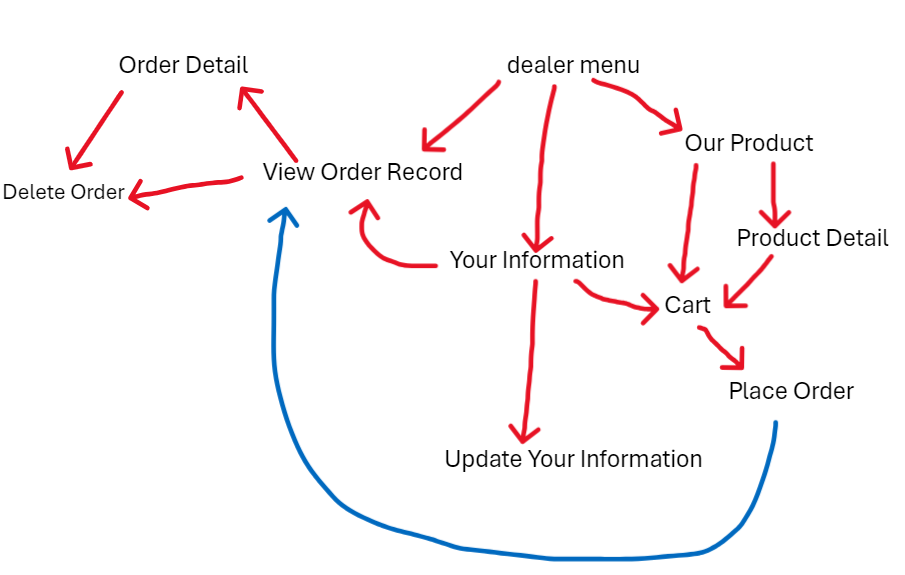 Order Detail
dealer menu
Our Product
View Order Record
Delete Order
Product Detail
Your Information
Cart
Place Order
Update Your Information